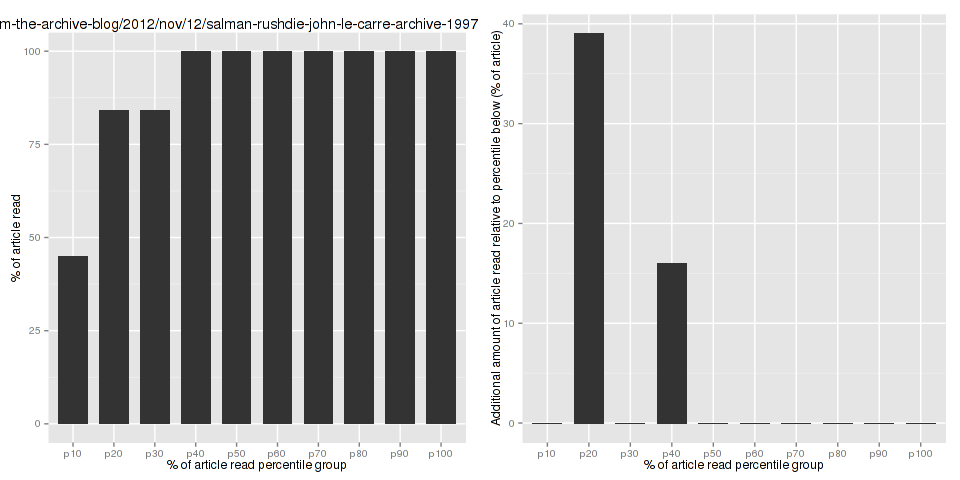 m-the-archive-blog/2012/nov/12/salman-rushdie-john-le-carre-archive-1997
% of article read
100
75
50
25
0
p10 p20 p30 p40 p50 p60 p70 p80 p90 p100
% of article read percentile group
Additional amount of article read relative to percentile below (% of article)
40
30
20
10
0
p10 p20 p30 p40 p50 p60 p70 p80 p90 p100
% of article read percentile group